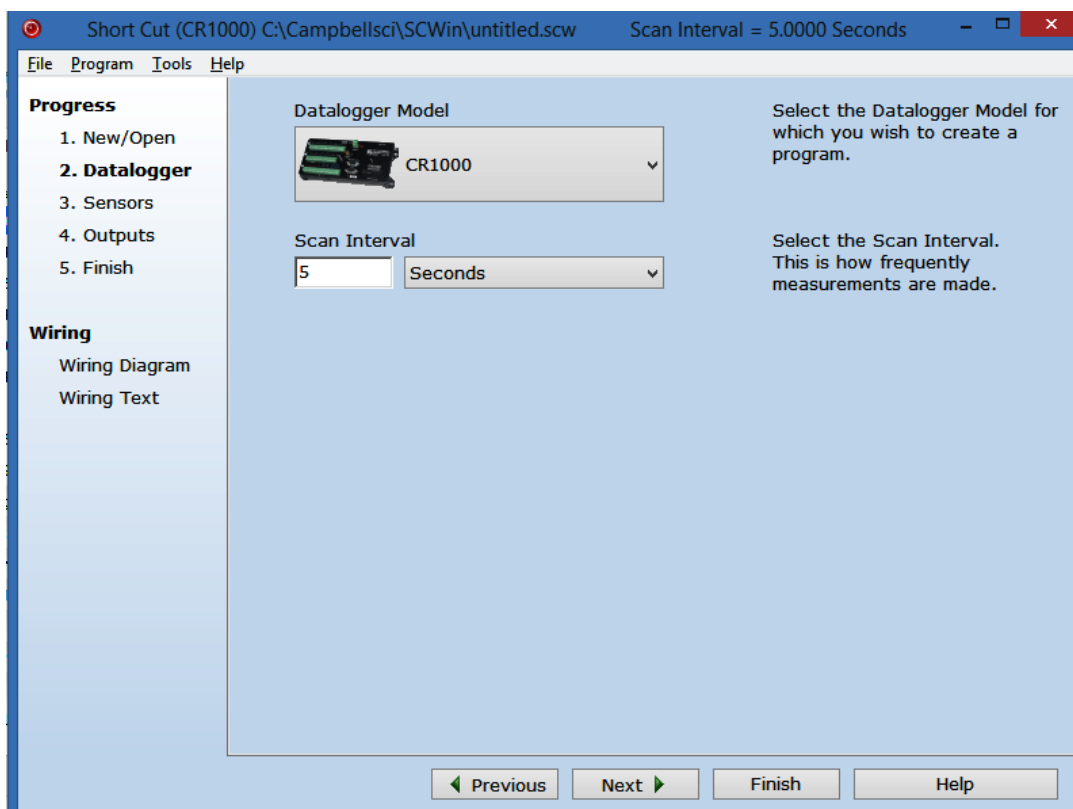 Short Cut (CR1000) C:\Campbellsci\SCWin\untitled.scw Scan Interval = 5.0000 Seconds
File Program Tools Help
Progress
1. New/Open
2. Datalogger
3. Sensors
4. Outputs
5. Finish
Wiring
Wiring Diagram
Wiring Text
Datalogger Model
CR1000
Select the Datalogger Model for
which you wish to create a
program.
Scan Interval
5 Seconds
Select the Scan Interval.
This is how frequently
measurements are made.
Previous Next Finish Help